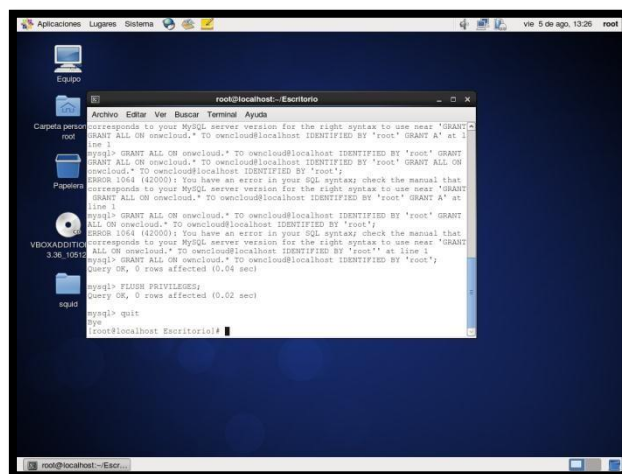 Aplicaciones Lugares Sistema
vie 5 de ago, 13:26 root
Equipo
Carpeta person
root
Papelera
VBOXADDITIO
3.36_10512
squid
root@localhost:~/Escritorio
Archivo Editar Ver Buscar Terminal Ayuda
corresponds to your MySQL server version for the right syntax to use near 'GRANT
GRANT ALL ON onwcloud.* TO owncloud@localhost IDENTIFIED BY 'root' GRANT A' at l
ine 1
mysql> GRANT ALL ON onwcloud.* TO owncloud@localhost IDENTIFIED BY 'root' GRANT
GRANT ALL ON onwcloud.* TO owncloud@localhost IDENTIFIED BY 'root' GRANT ALL ON
onwcloud.* TO owncloud@localhost IDENTIFIED BY 'root';
ERROR 1064 (42000): You have an error in your SQL syntax; check the manual that
corresponds to your MySQL server version for the right syntax to use near 'GRANT
GRANT ALL ON onwcloud.* TO owncloud@localhost IDENTIFIED BY 'root' GRANT A' at
line 1
mysql> GRANT ALL ON onwcloud.* TO owncloud@localhost IDENTIFIED BY 'root' GRANT
ALL ON onwcloud.* TO owncloud@localhost IDENTIFIED BY 'root';
ERROR 1064 (42000): You have an error in your SQL syntax; check the manual that
corresponds to your MySQL server version for the right syntax to use near 'GRANT
ALL ON onwcloud.* TO owncloud@localhost IDENTIFIED BY 'root'' at line 1
mysql> GRANT ALL ON onwcloud.* TO owncloud@localhost IDENTIFIED BY 'root';
Query OK, 0 rows affected (0.04 sec)
mysql> FLUSH PRIVILEGES;
Query OK, 0 rows affected (0.02 sec)
mysql> quit
Bye
[root@localhost Escritorio]#
root@localhost:~/Escr...